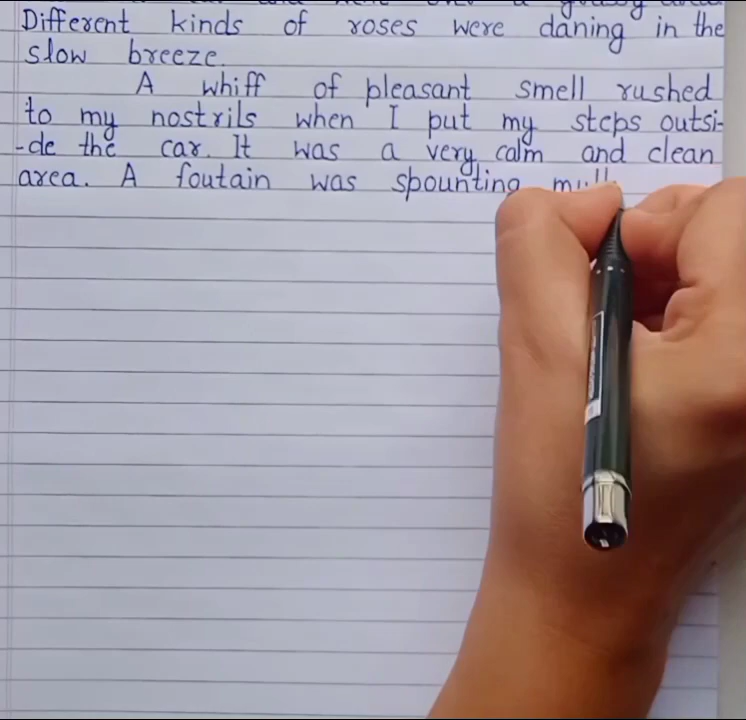 Different kinds of roses were daning in the
slow breeze.
A whiff of pleasant smell rushed
to my nostrils when I put my steps outsi-
-de the car. It was a very calm and clean
area. A foutain was spounting